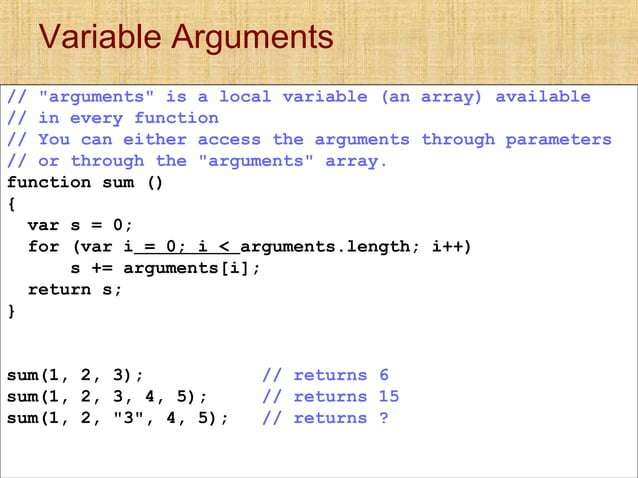 Variable Arguments
// "arguments" is a local variable (an array) available
// in every function
// You can either access the arguments through parameters
// or through the "arguments" array.
function sum ()
{
  var s = 0;
  for (var i = 0; i < arguments.length; i++)
      s += arguments[i];
  return s;
}
sum(1, 2, 3);           // returns 6
sum(1, 2, 3, 4, 5);     // returns 15
sum(1, 2, "3", 4, 5);   // returns ?